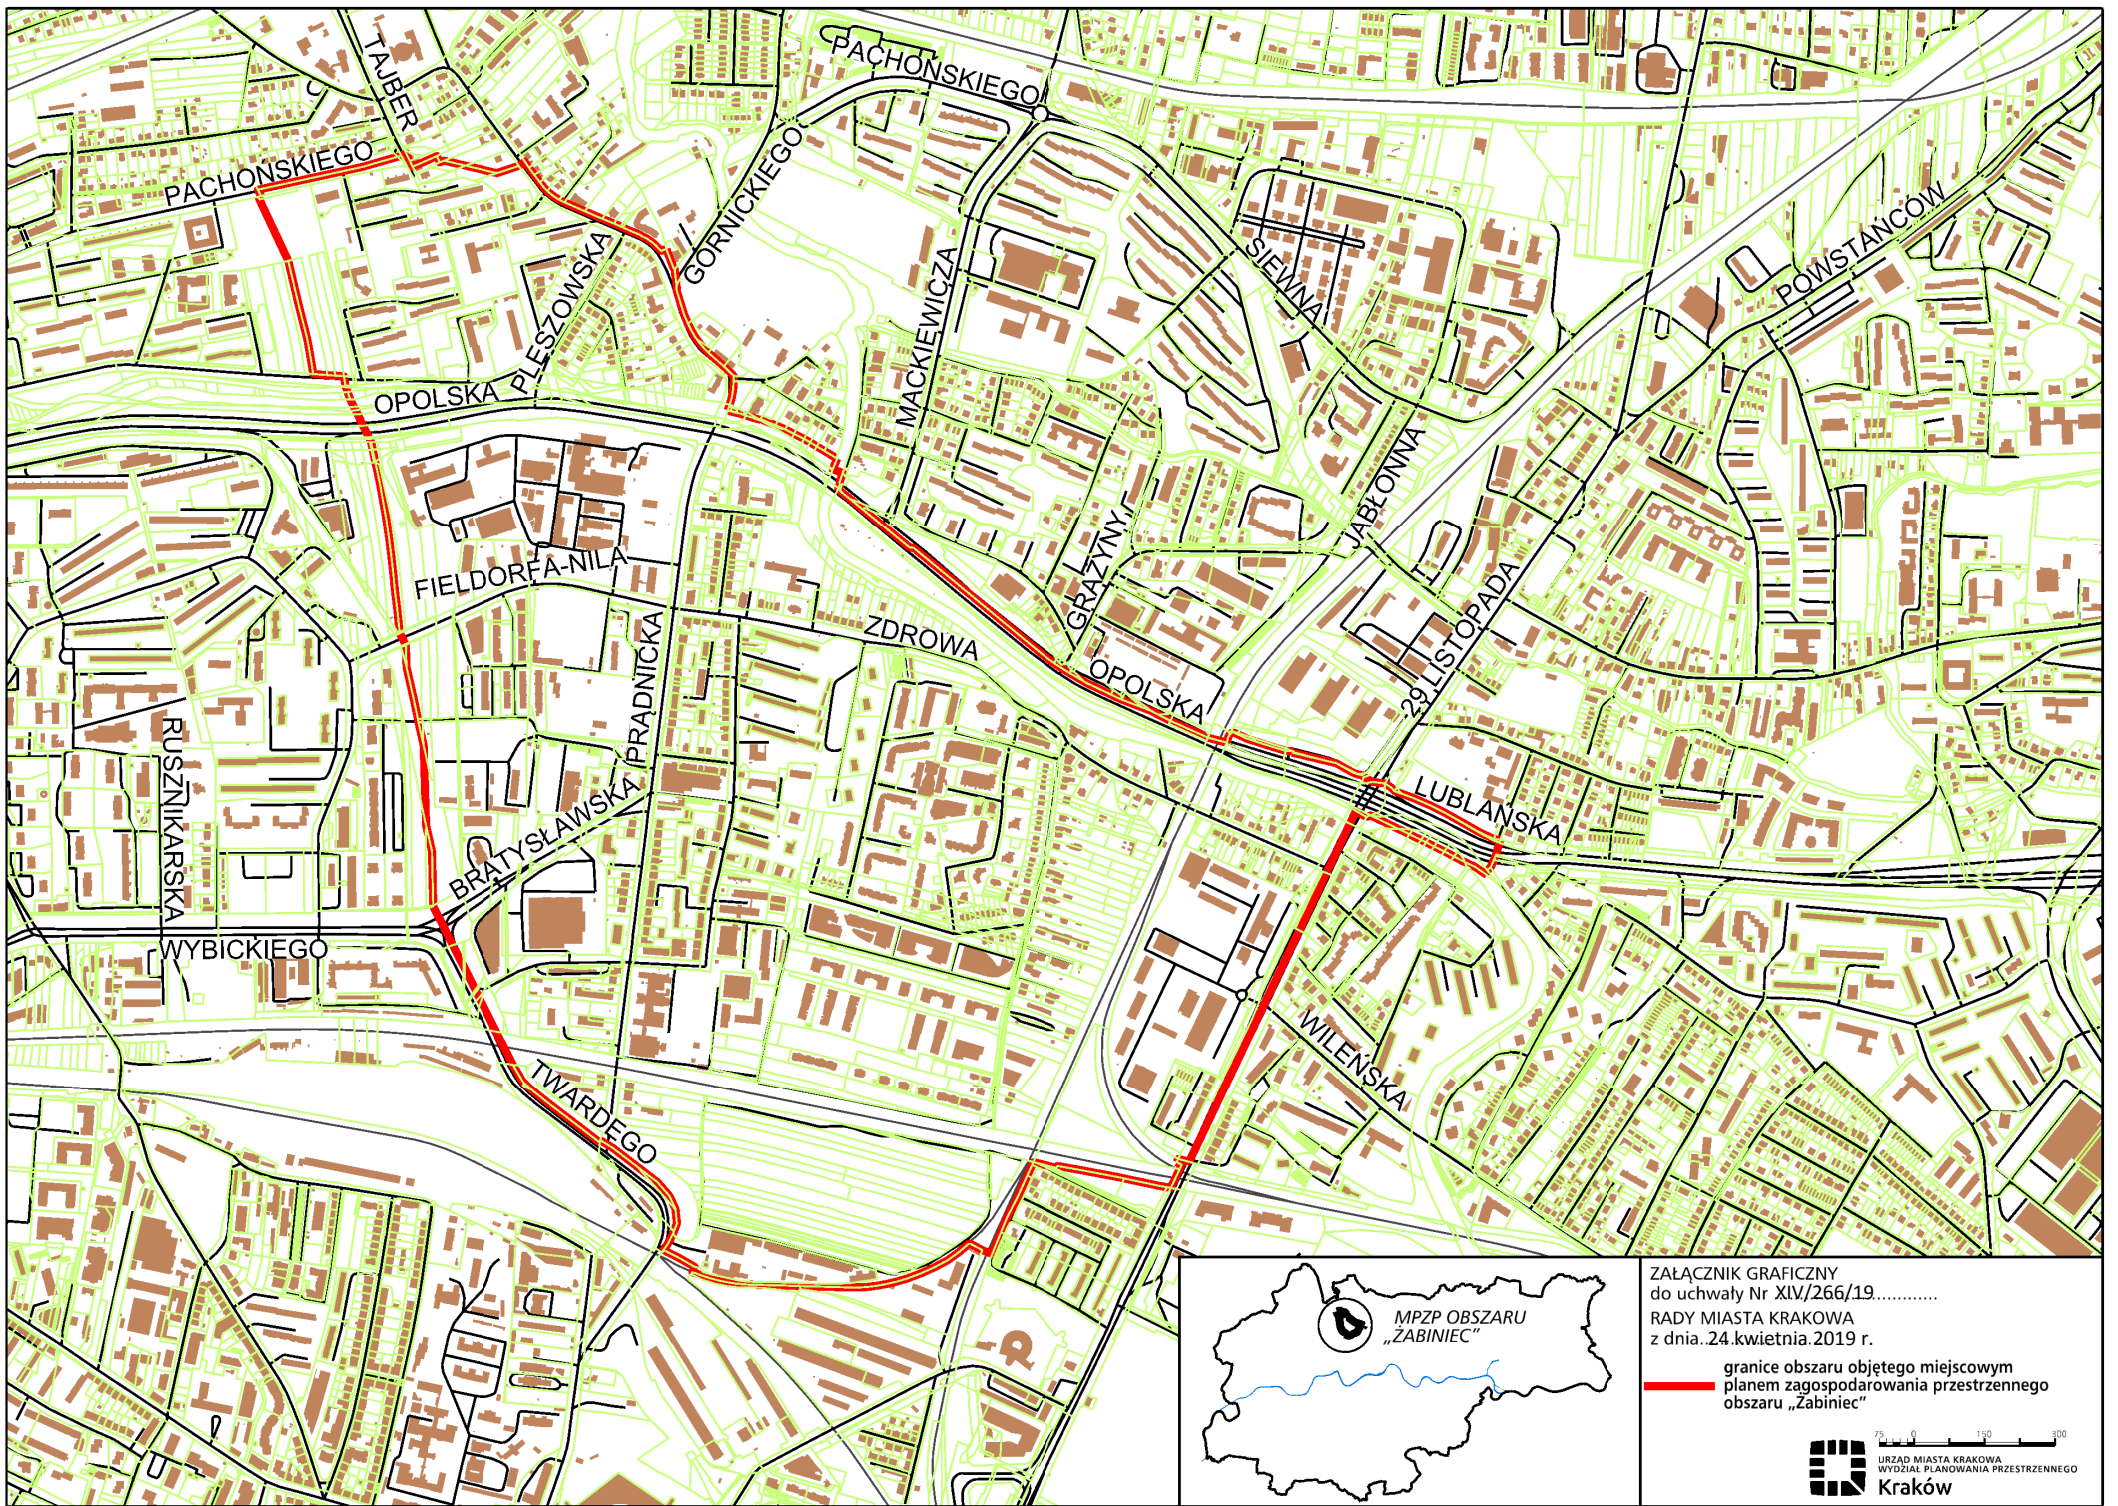 TAJBER
PACHOŃSKIEGO
PACHOŃSKIEGO
GÓRNICKIEGO
PLESZOWSKA
MACKIEWICZA
SIEWNA
POWSTAŃCÓW
OPOLSKA
JABŁONNA
GRAŻYNY
FIELDORFA-NILA
ZDROWA
PRĄDNICKA
OPOLSKA
29 LISTOPADA
RUSZNIKARSKA
BRATYSŁAWSKA
LUBLAŃSKA
WYBICKIEGO
WILEŃSKA
TWARDEGO
MPZP OBSZARU
„ŻABINIEC”
ZAŁĄCZNIK GRAFICZNY
do uchwały Nr XIV/266/19.............
RADY MIASTA KRAKOWA
z dnia..24.kwietnia.2019 r.
granice obszaru objętego miejscowym
planem zagospodarowania przestrzennego
obszaru „Żabiniec”
75 0 150 300
URZĄD MIASTA KRAKOWA
WYDZIAŁ PLANOWANIA PRZESTRZENNEGO
Kraków